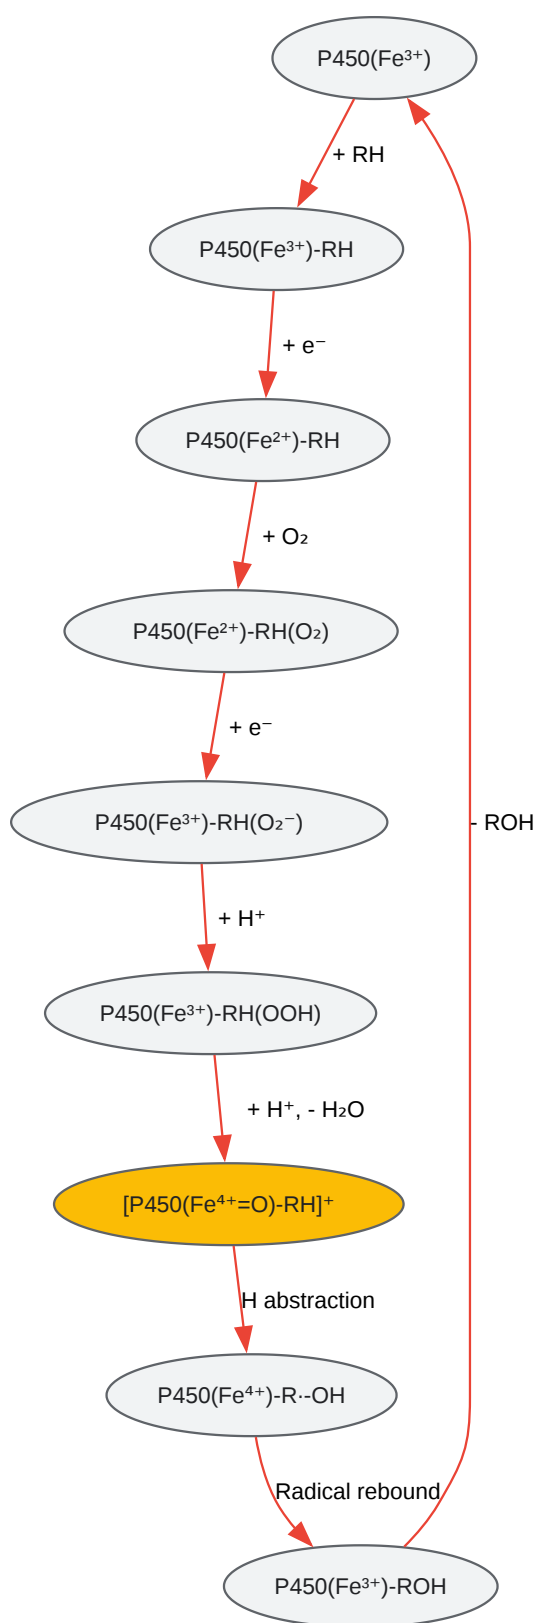 P450(Fe³⁺)
+ RH
P450(Fe³⁺)-RH
+ e⁻
P450(Fe²⁺)-RH
+ O₂
P450(Fe²⁺)-RH(O₂)
+ e⁻
P450(Fe³⁺)-RH(O₂⁻)
- ROH
+ H⁺
P450(Fe³⁺)-RH(OOH)
+ H⁺, - H₂O
[P450(Fe⁴⁺=O)-RH]⁺
H abstraction
P450(Fe⁴⁺)-R·-OH
Radical rebound
P450(Fe³⁺)-ROH